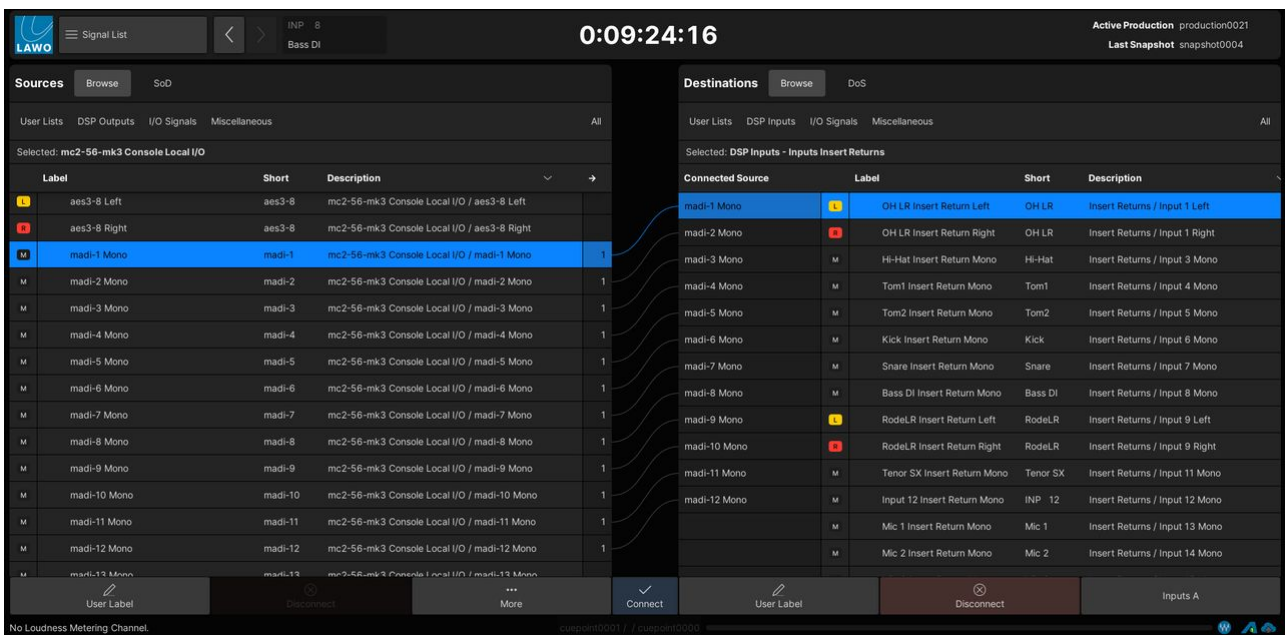 LAWO
Signal List
INP 8
Bass DI
0:09:24:16
Active Production production0021
Last Snapshot snapshot0004
Sources Browse SoD
User Lists DSP Outputs I/O Signals Miscellaneous All
Selected: mc2-56-mk3 Console Local I/O
Label Short Description →
L aes3-8 Left aes3-8 mc2-56-mk3 Console Local I/O / aes3-8 Left
R aes3-8 Right aes3-8 mc2-56-mk3 Console Local I/O / aes3-8 Right
M madi-1 Mono madi-1 mc2-56-mk3 Console Local I/O / madi-1 Mono 1
M madi-2 Mono madi-2 mc2-56-mk3 Console Local I/O / madi-2 Mono 1
M madi-3 Mono madi-3 mc2-56-mk3 Console Local I/O / madi-3 Mono 1
M madi-4 Mono madi-4 mc2-56-mk3 Console Local I/O / madi-4 Mono 1
M madi-5 Mono madi-5 mc2-56-mk3 Console Local I/O / madi-5 Mono 1
M madi-6 Mono madi-6 mc2-56-mk3 Console Local I/O / madi-6 Mono 1
M madi-7 Mono madi-7 mc2-56-mk3 Console Local I/O / madi-7 Mono 1
M madi-8 Mono madi-8 mc2-56-mk3 Console Local I/O / madi-8 Mono 1
M madi-9 Mono madi-9 mc2-56-mk3 Console Local I/O / madi-9 Mono 1
M madi-10 Mono madi-10 mc2-56-mk3 Console Local I/O / madi-10 Mono 1
M madi-11 Mono madi-11 mc2-56-mk3 Console Local I/O / madi-11 Mono 1
M madi-12 Mono madi-12 mc2-56-mk3 Console Local I/O / madi-12 Mono 1
M madi-13 Mono madi-13 mc2-56-mk3 Console Local I/O / madi-13 Mono
User Label Disconnect More
Connect
Destinations Browse DoS
User Lists DSP Inputs I/O Signals Miscellaneous All
Selected: DSP Inputs - Inputs Insert Returns
Connected Source Label Short Description
madi-1 Mono L OH LR Insert Return Left OH LR Insert Returns / Input 1 Left
madi-2 Mono R OH LR Insert Return Right OH LR Insert Returns / Input 1 Right
madi-3 Mono M Hi-Hat Insert Return Mono Hi-Hat Insert Returns / Input 3 Mono
madi-4 Mono M Tom1 Insert Return Mono Tom1 Insert Returns / Input 4 Mono
madi-5 Mono M Tom2 Insert Return Mono Tom2 Insert Returns / Input 5 Mono
madi-6 Mono M Kick Insert Return Mono Kick Insert Returns / Input 6 Mono
madi-7 Mono M Snare Insert Return Mono Snare Insert Returns / Input 7 Mono
madi-8 Mono M Bass DI Insert Return Mono Bass DI Insert Returns / Input 8 Mono
madi-9 Mono L RodeLR Insert Return Left RodeLR Insert Returns / Input 9 Left
madi-10 Mono R RodeLR Insert Return Right RodeLR Insert Returns / Input 9 Right
madi-11 Mono M Tenor SX Insert Return Mono Tenor SX Insert Returns / Input 11 Mono
madi-12 Mono M Input 12 Insert Return Mono INP 12 Insert Returns / Input 12 Mono
M Mic 1 Insert Return Mono Mic 1 Insert Returns / Input 13 Mono
M Mic 2 Insert Return Mono Mic 2 Insert Returns / Input 14 Mono
User Label Disconnect Inputs A
No Loudness Metering Channel.
cuepoint0001 / / cuepoint0000
W